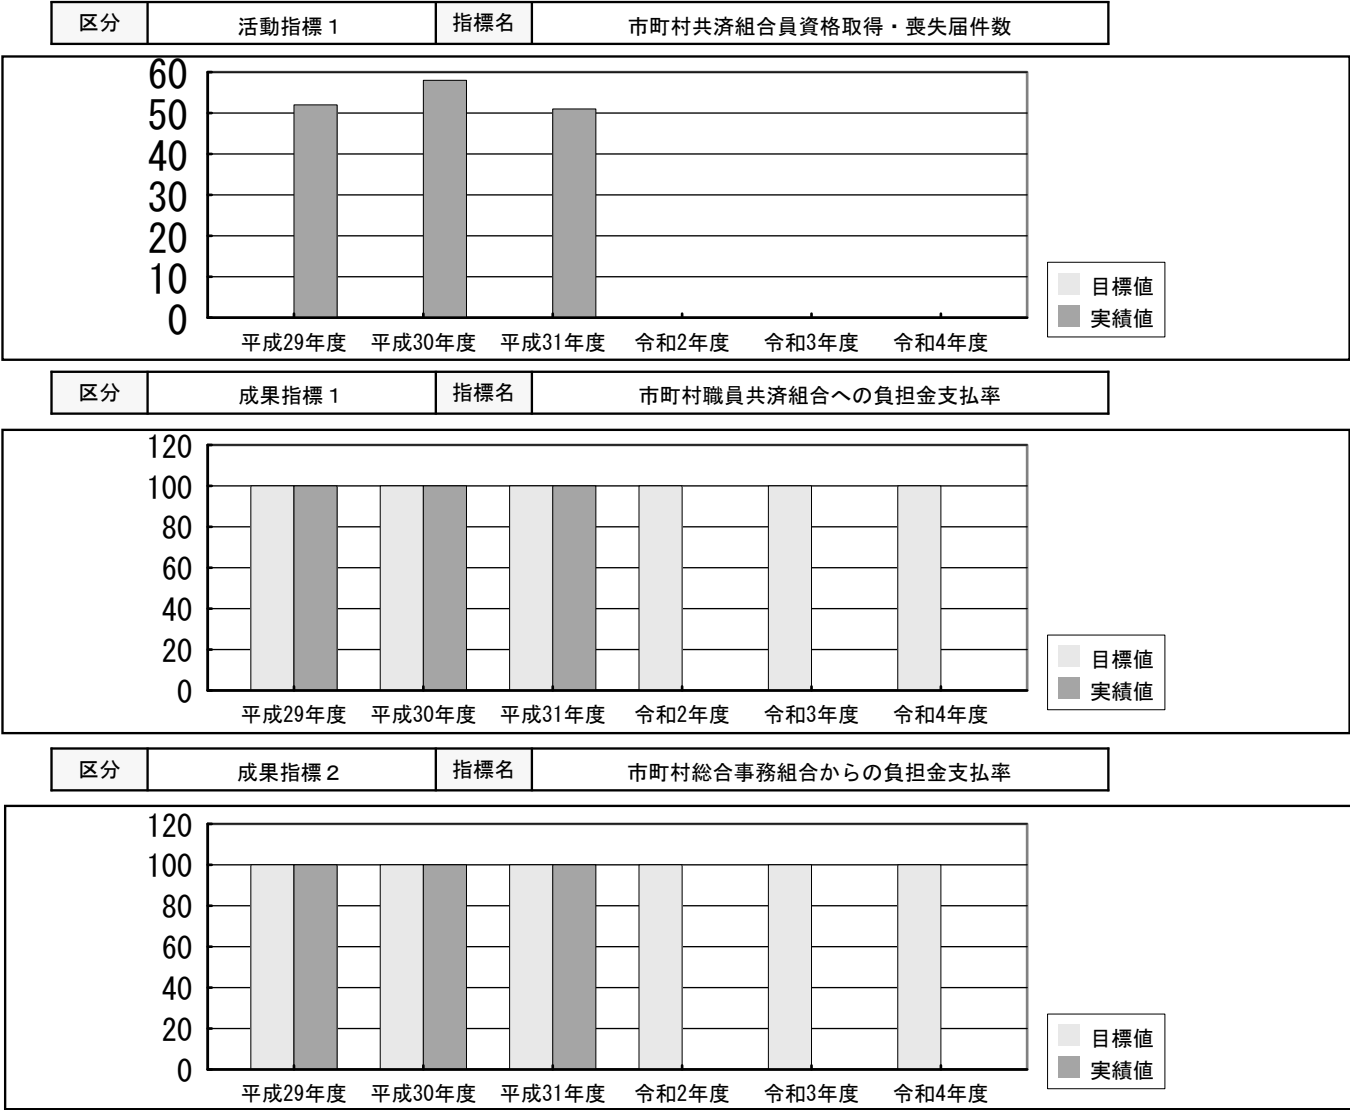 区分 活動指標1 指標名 市町村共済組合員資格取得・喪失届件数
60
50
40
30
20
10
0
平成29年度 平成30年度 平成31年度 令和2年度 令和3年度 令和4年度
目標値
実績値
区分 成果指標1 指標名 市町村職員共済組合への負担金支払率
120
100
80
60
40
20
0
平成29年度 平成30年度 平成31年度 令和2年度 令和3年度 令和4年度
目標値
実績値
区分 成果指標2 指標名 市町村総合事務組合からの負担金支払率
120
100
80
60
40
20
0
平成29年度 平成30年度 平成31年度 令和2年度 令和3年度 令和4年度
目標値
実績値